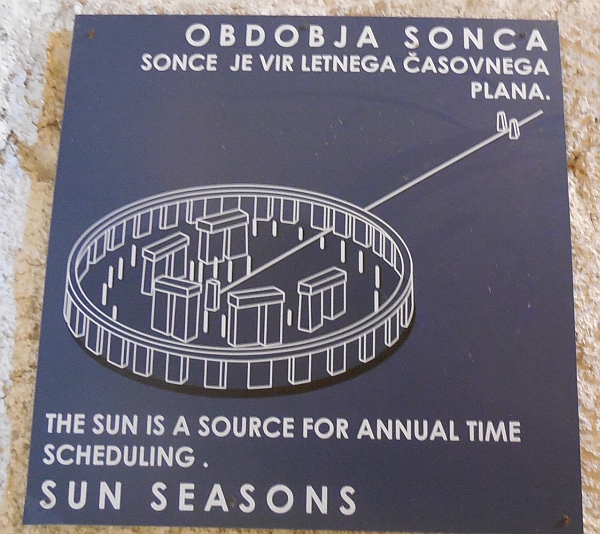 OBDOBJA SONCA
SONCE JE VIR LETNEGA ČASOVNEGA
PLANA.
THE SUN IS A SOURCE FOR ANNUAL TIME
SCHEDULING .
SUN SEASONS